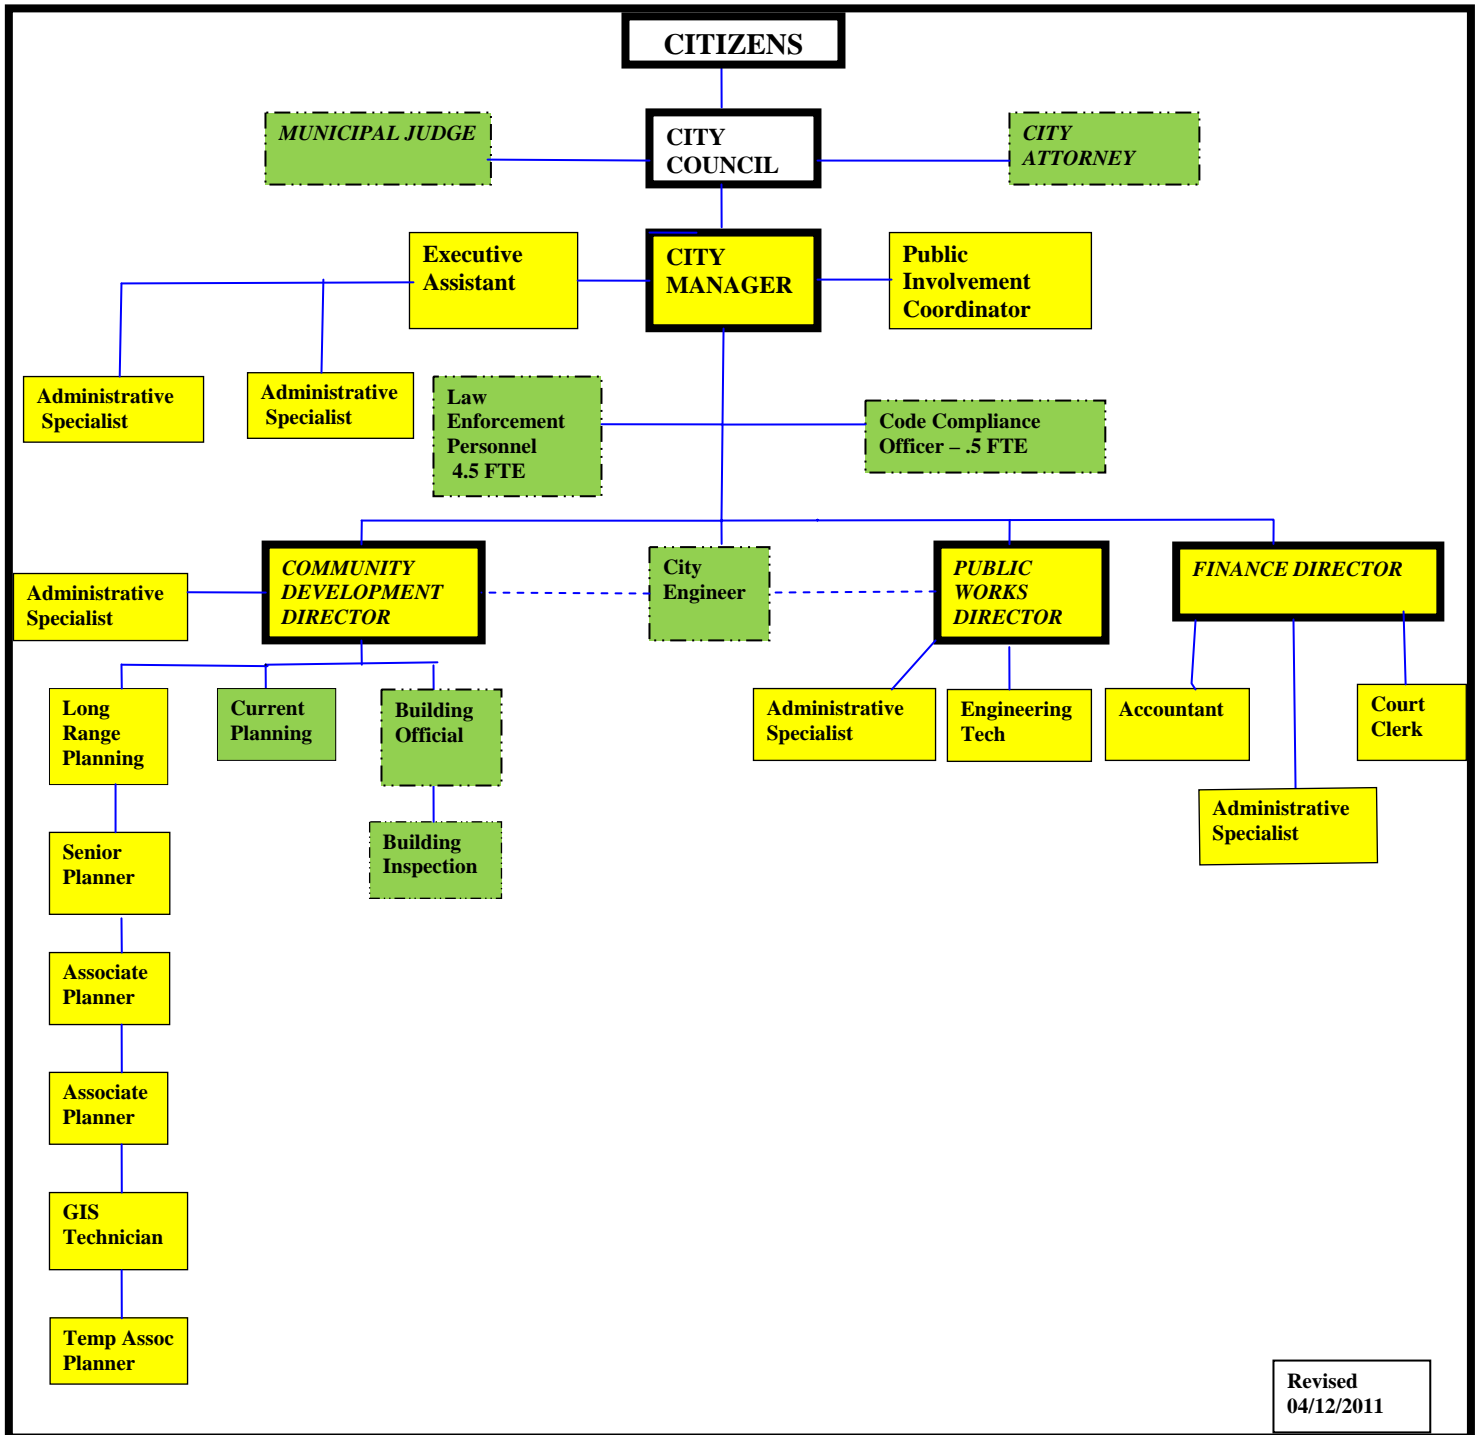 CITIZENS
MUNICIPAL JUDGE
CITY
COUNCIL
CITY
ATTORNEY
Executive
Assistant
CITY
MANAGER
Public
Involvement
Coordinator
Administrative
Specialist
Administrative
Specialist
Law
Enforcement
Personnel
4.5 FTE
Code Compliance
Officer – .5 FTE
Administrative
Specialist
COMMUNITY
DEVELOPMENT
DIRECTOR
City
Engineer
PUBLIC
WORKS
DIRECTOR
FINANCE DIRECTOR
Long
Range
Planning
Current
Planning
Building
Official
Administrative
Specialist
Engineering
Tech
Accountant
Court
Clerk
Senior
Planner
Building
Inspection
Administrative
Specialist
Associate
Planner
Associate
Planner
GIS
Technician
Temp Assoc
Planner
Revised
04/12/2011